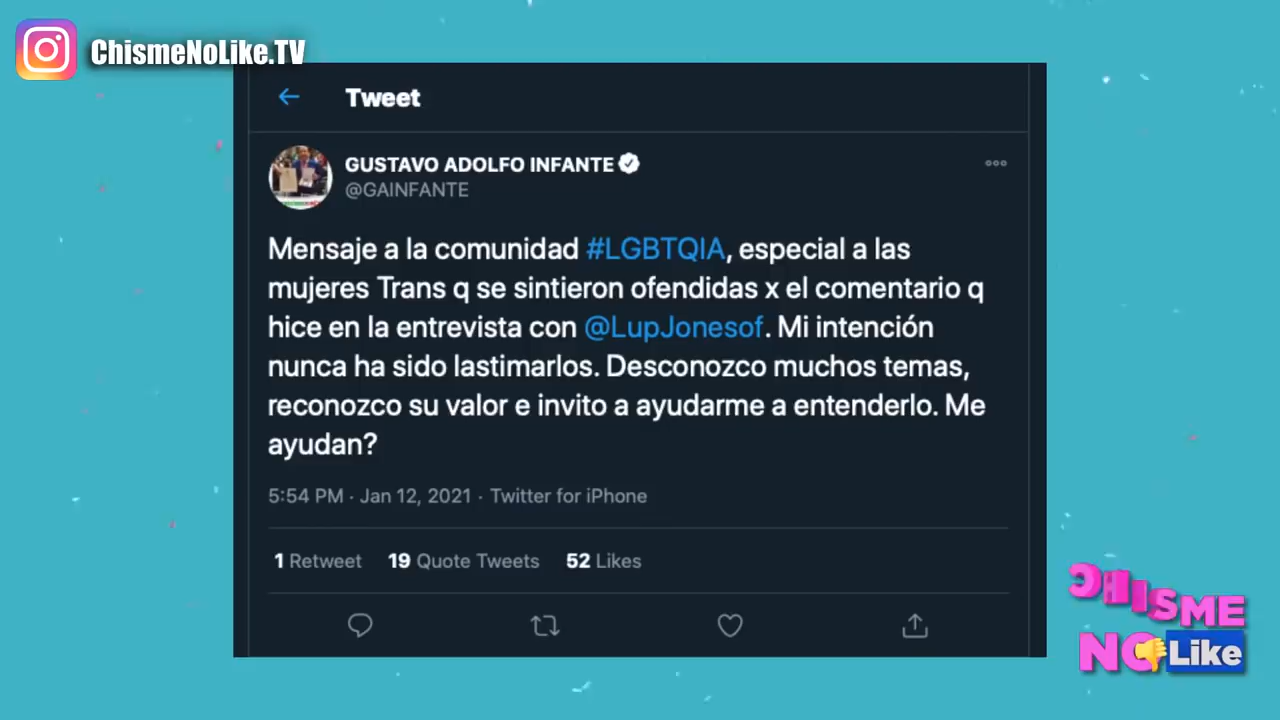 ChismeNoLike.TV
Tweet
GUSTAVO ADOLFO INFANTE
@GAINFANTE
Mensaje a la comunidad #LGBTQIA, especial a las
mujeres Trans q se sintieron ofendidas x el comentario q
hice en la entrevista con @LupJonesof. Mi intención
nunca ha sido lastimarlos. Desconozco muchos temas,
reconozco su valor e invito a ayudarme a entenderlo. Me
ayudan?
5:54 PM · Jan 12, 2021 · Twitter for iPhone
1 Retweet 19 Quote Tweets 52 Likes
CHISME
NO Like